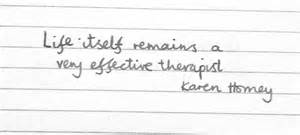 Life itself remains a
very effective therapist
Karen Horney